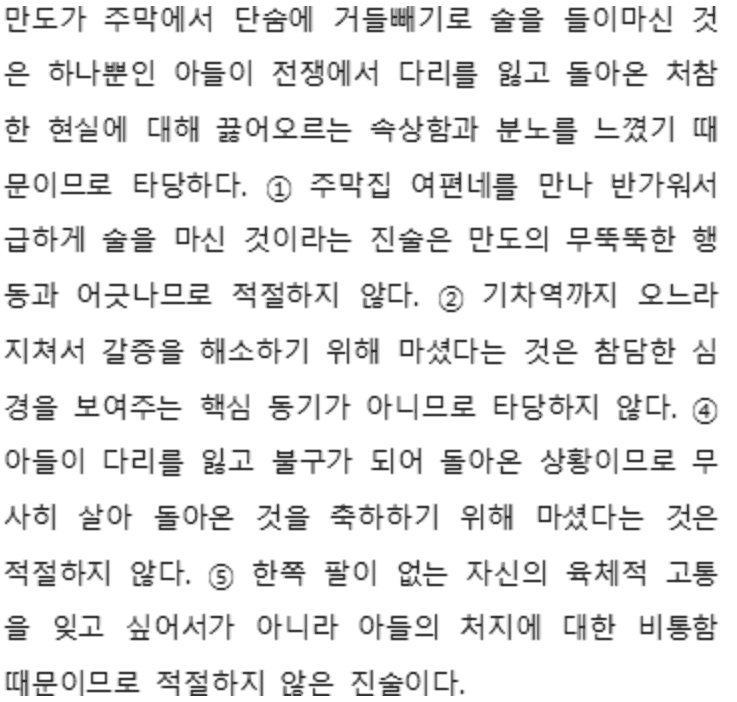 만도가 주막에서 단숨에 거들빼기로 술을 들이마신 것
은 하나뿐인 아들이 전쟁에서 다리를 잃고 돌아온 처참
한 현실에 대해 끓어오르는 속상함과 분노를 느꼈기 때
문이므로 타당하다. ① 주막집 여편네를 만나 반가워서
급하게 술을 마신 것이라는 진술은 만도의 무뚝뚝한 행
동과 어긋나므로 적절하지 않다. ② 기차역까지 오느라
지쳐서 갈증을 해소하기 위해 마셨다는 것은 참담한 심
경을 보여주는 핵심 동기가 아니므로 타당하지 않다. ④
아들이 다리를 잃고 불구가 되어 돌아온 상황이므로 무
사히 살아 돌아온 것을 축하하기 위해 마셨다는 것은
적절하지 않다. ⑤ 한쪽 팔이 없는 자신의 육체적 고통
을 잊고 싶어서가 아니라 아들의 처지에 대한 비통함
때문이므로 적절하지 않은 진술이다.